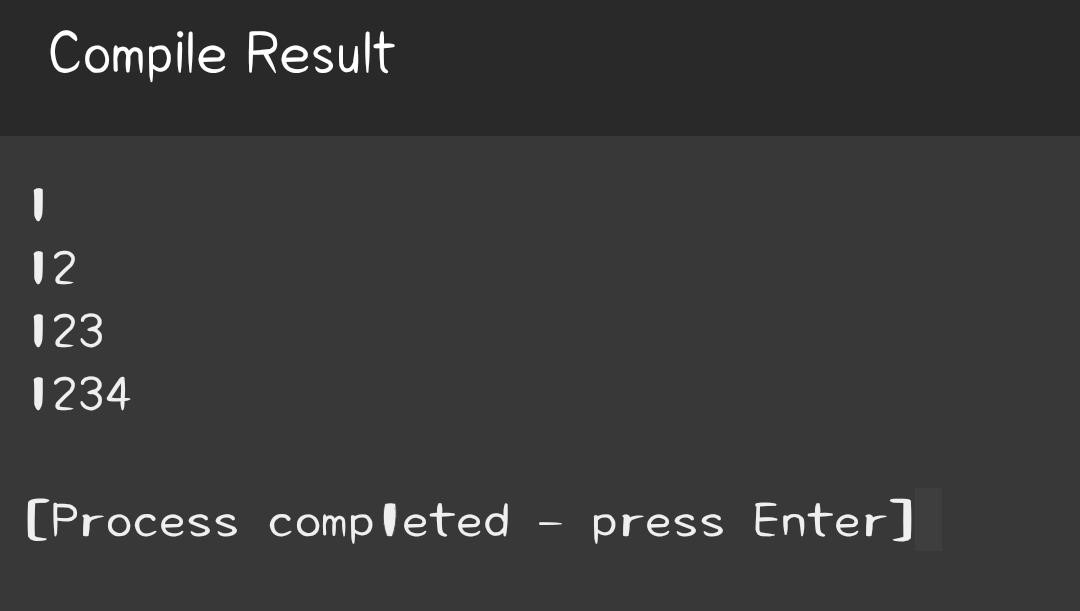 Compile Result
1
12
123
1234
[Process completed - press Enter]